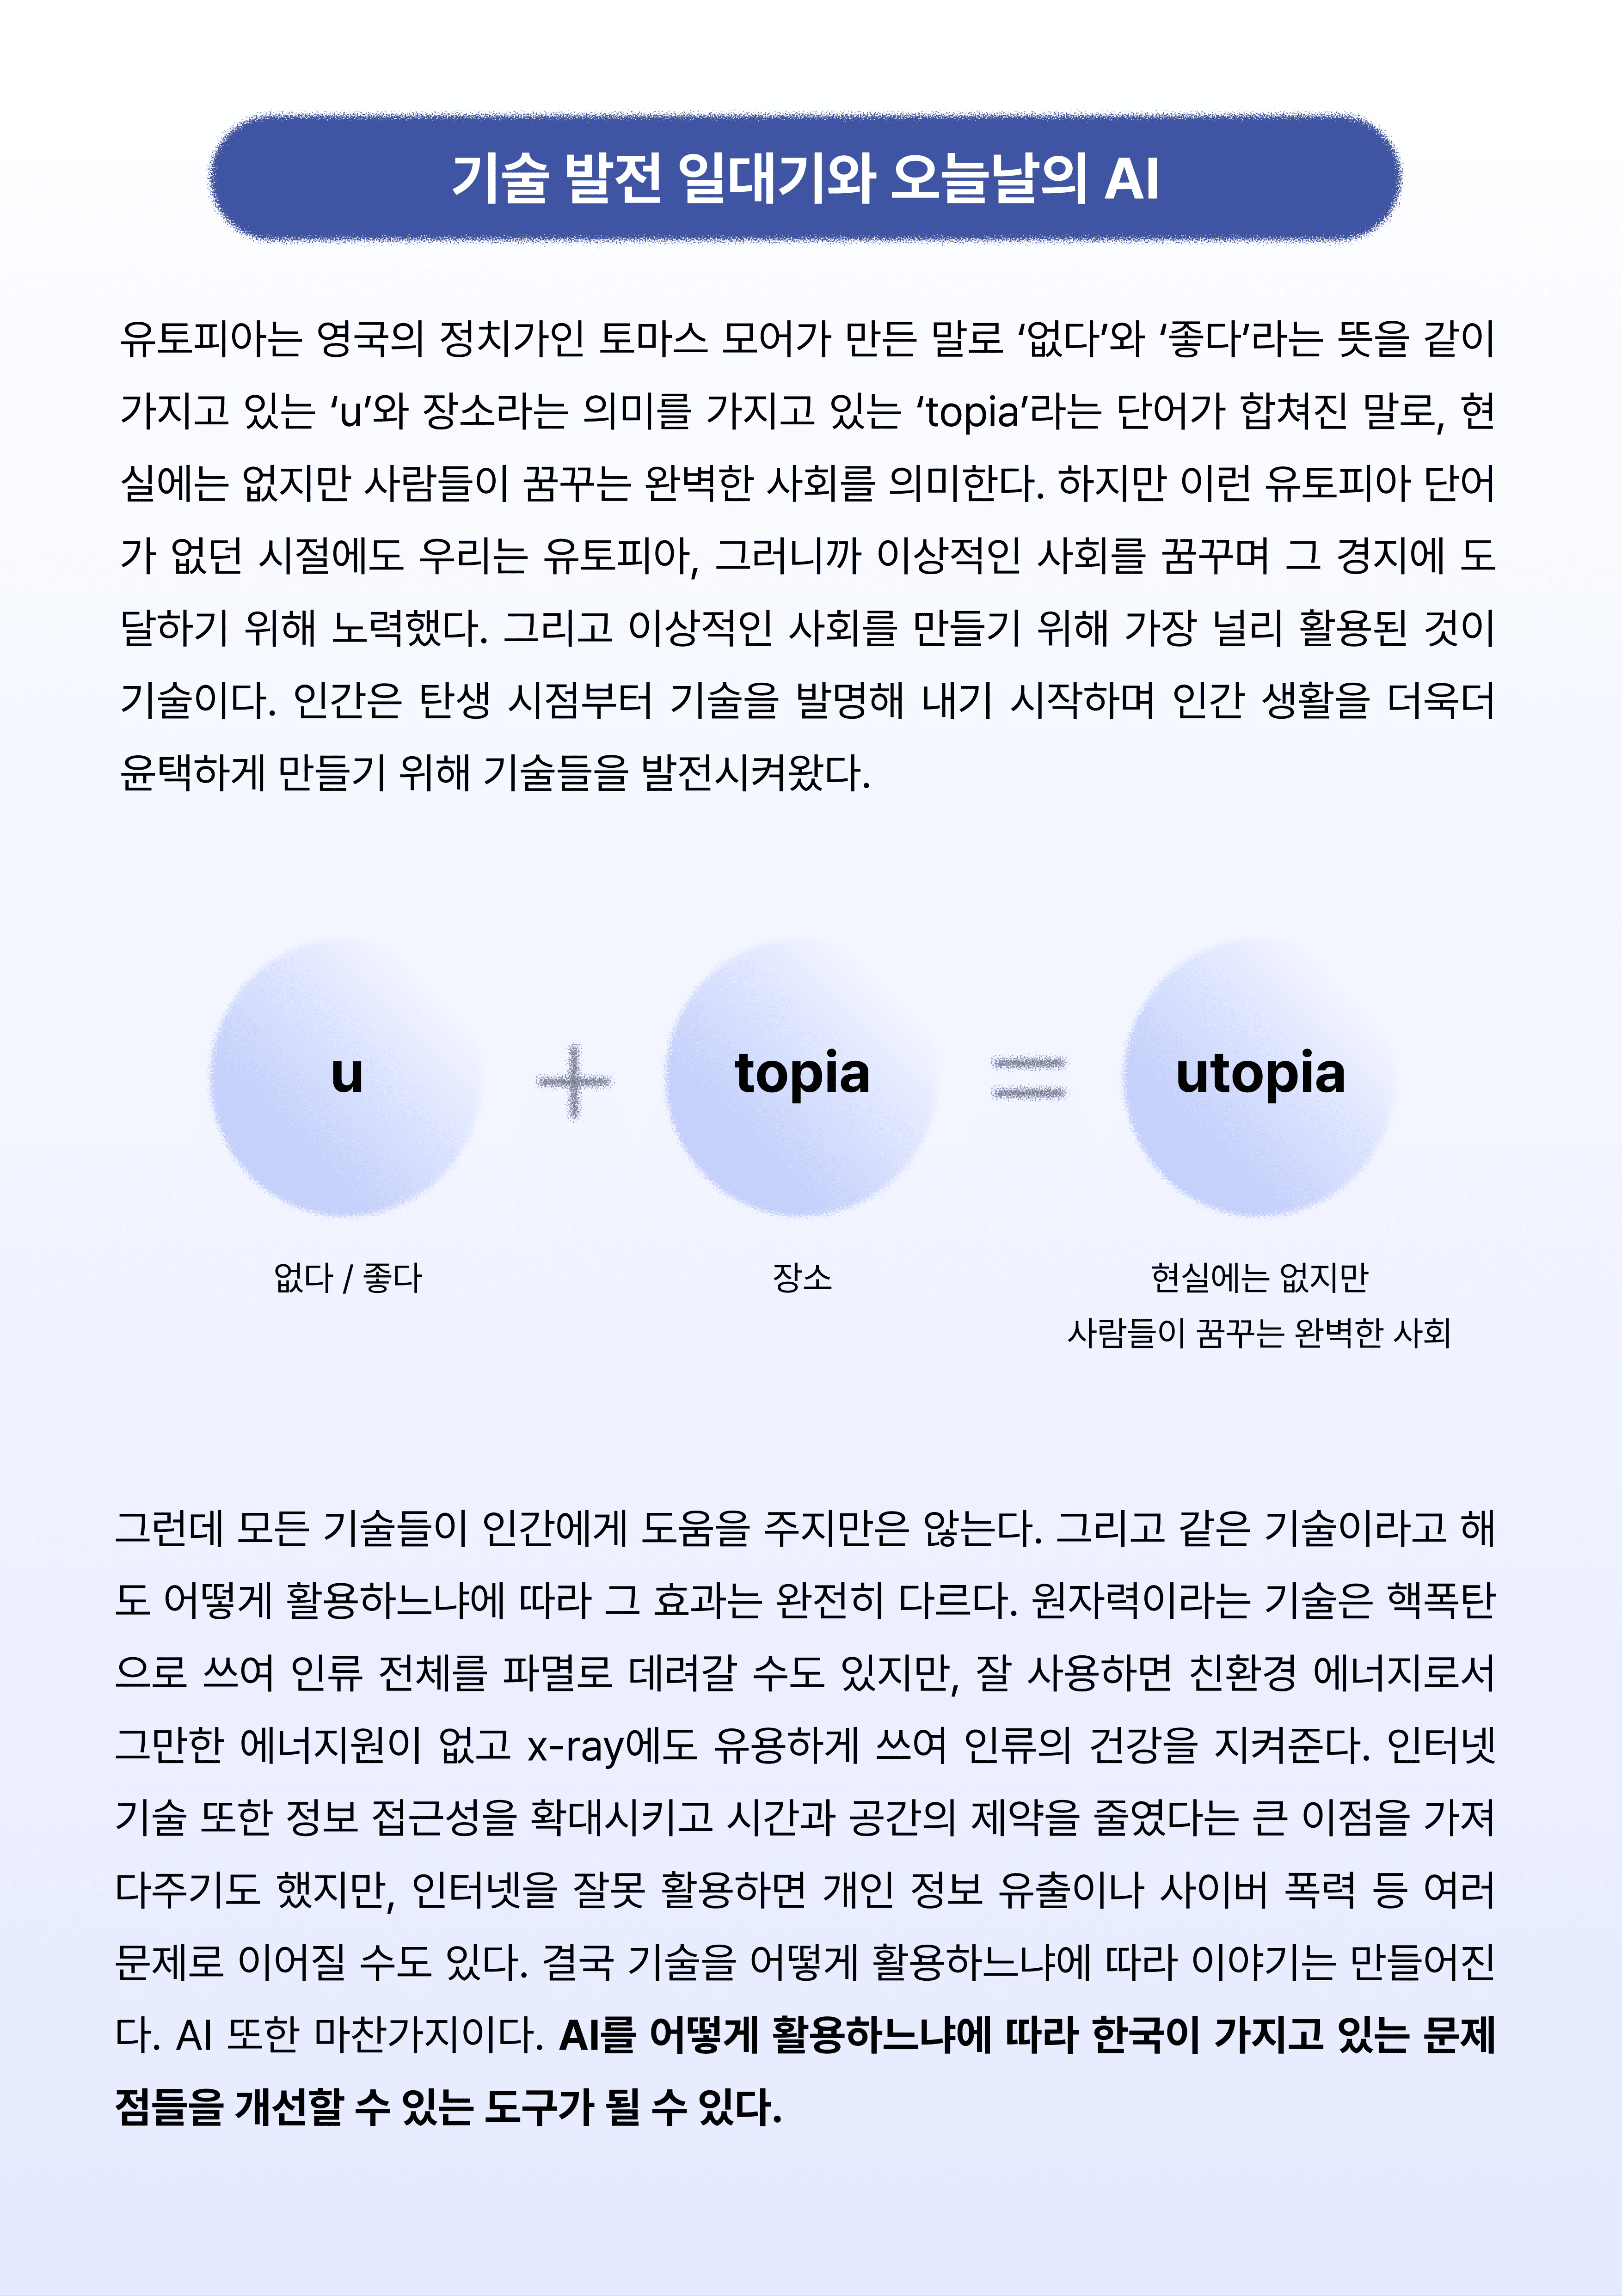 기술 발전 일대기와 오늘날의 AI
유토피아는 영국의 정치가인 토마스 모어가 만든 말로 ‘없다’와 ‘좋다’라는 뜻을 같이
가지고 있는 ‘u’와 장소라는 의미를 가지고 있는 ‘topia’라는 단어가 합쳐진 말로, 현
실에는 없지만 사람들이 꿈꾸는 완벽한 사회를 의미한다. 하지만 이런 유토피아 단어
가 없던 시절에도 우리는 유토피아, 그러니까 이상적인 사회를 꿈꾸며 그 경지에 도
달하기 위해 노력했다. 그리고 이상적인 사회를 만들기 위해 가장 널리 활용된 것이
기술이다. 인간은 탄생 시점부터 기술을 발명해 내기 시작하며 인간 생활을 더욱더
윤택하게 만들기 위해 기술들을 발전시켜왔다.
u + topia = utopia
없다 / 좋다 장소 현실에는 없지만
사람들이 꿈꾸는 완벽한 사회
그런데 모든 기술들이 인간에게 도움을 주지만은 않는다. 그리고 같은 기술이라고 해
도 어떻게 활용하느냐에 따라 그 효과는 완전히 다르다. 원자력이라는 기술은 핵폭탄
으로 쓰여 인류 전체를 파멸로 데려갈 수도 있지만, 잘 사용하면 친환경 에너지로서
그만한 에너지원이 없고 x-ray에도 유용하게 쓰여 인류의 건강을 지켜준다. 인터넷
기술 또한 정보 접근성을 확대시키고 시간과 공간의 제약을 줄였다는 큰 이점을 가져
다주기도 했지만, 인터넷을 잘못 활용하면 개인 정보 유출이나 사이버 폭력 등 여러
문제로 이어질 수도 있다. 결국 기술을 어떻게 활용하느냐에 따라 이야기는 만들어진
다. AI 또한 마찬가지이다. AI를 어떻게 활용하느냐에 따라 한국이 가지고 있는 문제
점들을 개선할 수 있는 도구가 될 수 있다.